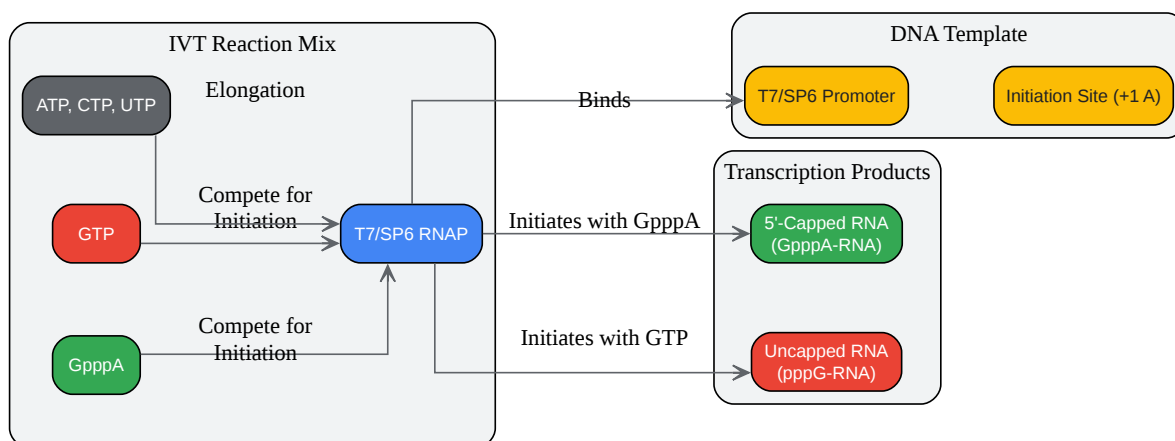 IVT Reaction Mix
ATP, CTP, UTP
Elongation
Compete for
Initiation
GTP
T7/SP6 RNAP
Compete for
Initiation
GpppA
Binds
Initiates with GpppA
Initiates with GTP
DNA Template
T7/SP6 Promoter
Initiation Site (+1 A)
Transcription Products
5'-Capped RNA
(GpppA-RNA)
Uncapped RNA
(pppG-RNA)